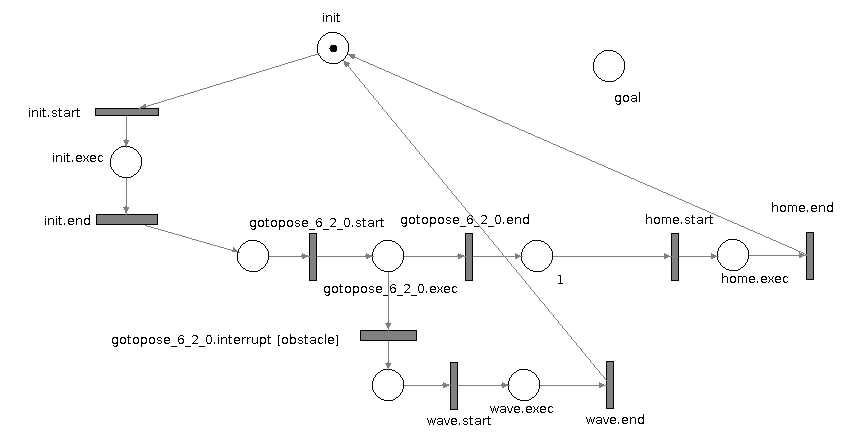 init
goal
init.start
init.exec
init.end
gotopose_6_2_0.start
gotopose_6_2_0.end
home.start
home.end
gotopose_6_2_0.exec
1
home.exec
gotopose_6_2_0.interrupt [obstacle]
wave.start
wave.exec
wave.end